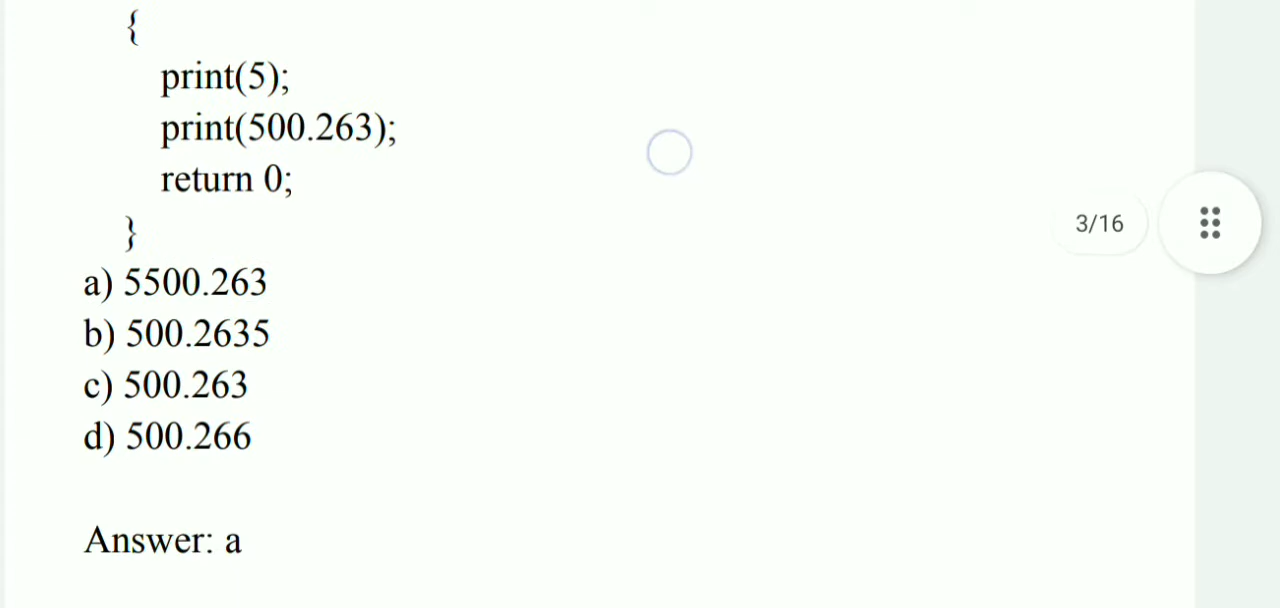 {
print(5);
print(500.263);
return 0;
}
3/16
a) 5500.263
b) 500.2635
c) 500.263
d) 500.266
Answer: a